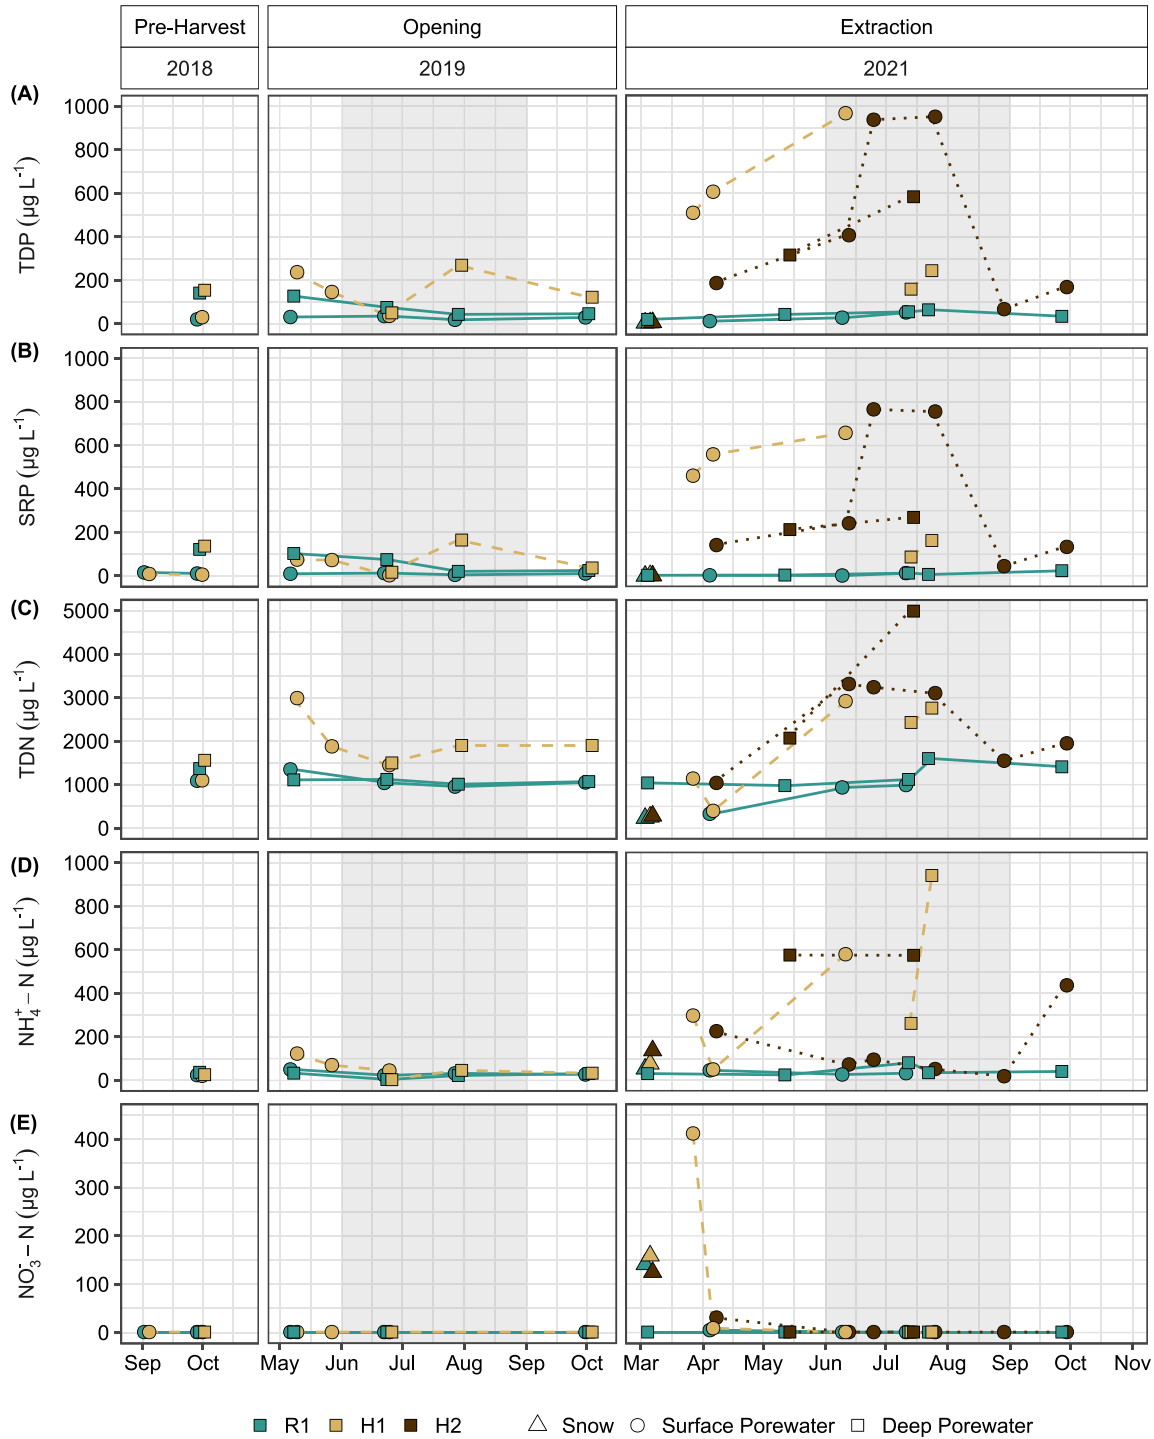 Pre-Harvest Opening Extraction
2018 2019 2021
(A)
TDP (µg L⁻¹)
1000
800
600
400
200
0
(B)
SRP (µg L⁻¹)
1000
800
600
400
200
0
(C)
TDN (µg L⁻¹)
5000
4000
3000
2000
1000
0
(D)
NH₄⁺ – N (µg L⁻¹)
1000
800
600
400
200
0
(E)
NO₃⁻ – N (µg L⁻¹)
400
300
200
100
0
Sep Oct May Jun Jul Aug Sep Oct Mar Apr May Jun Jul Aug Sep Oct Nov
R1 H1 H2 Snow Surface Porewater Deep Porewater